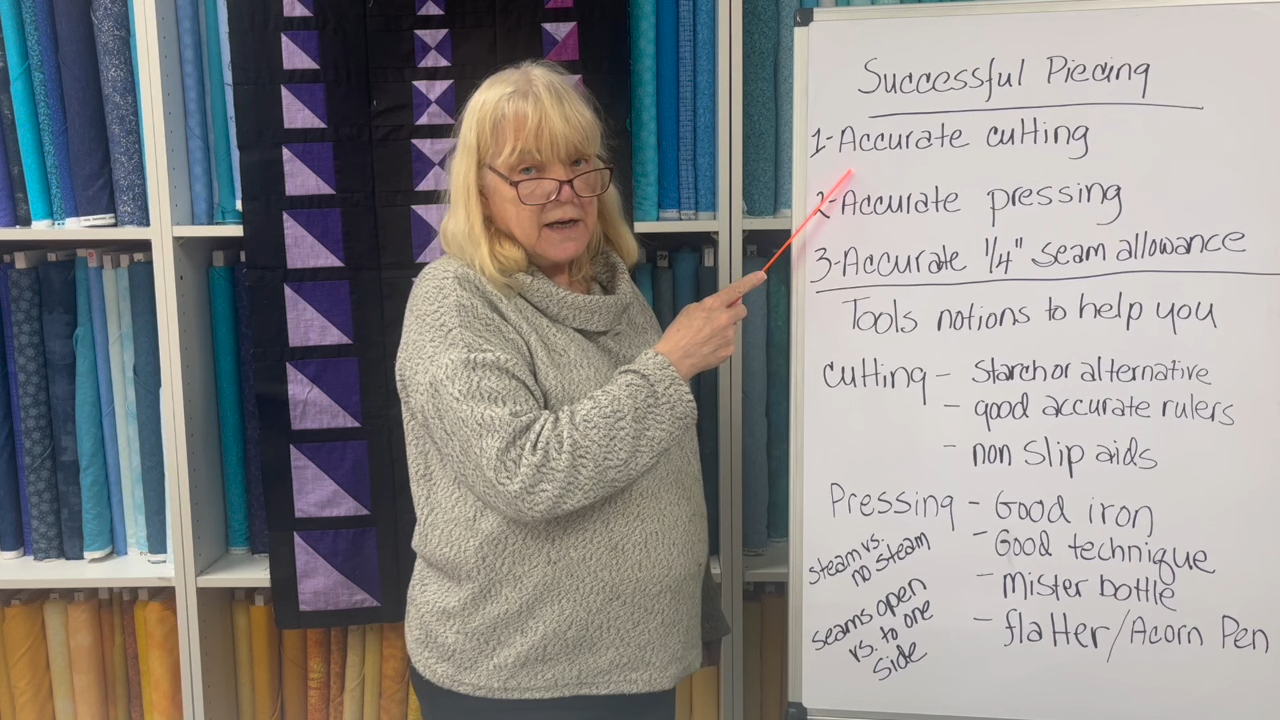 Successful Piecing
1-Accurate cutting
2-Accurate pressing
3-Accurate 1/4" seam allowance
Tools notions to help you
Cutting - Starch or alternative
- good accurate rulers
- non slip aids
Pressing - Good iron
- Good technique
- Mister bottle
- flatter/Acorn Pen
Steam vs.
no Steam
Seams open
vs. to one
side